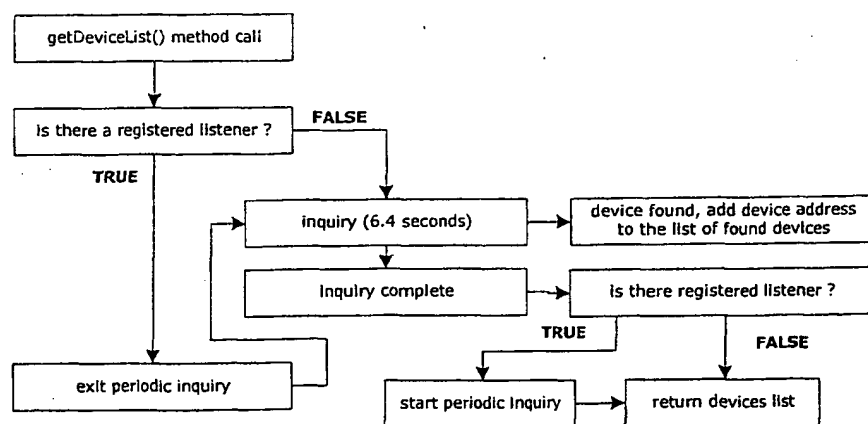 getDeviceList() method call
is there a registered listener ?
FALSE
TRUE
inquiry (6.4 seconds)
device found, add device address
to the list of found devices
inquiry complete
is there registered listener ?
TRUE
FALSE
exit periodic inquiry
start periodic inquiry
return devices list